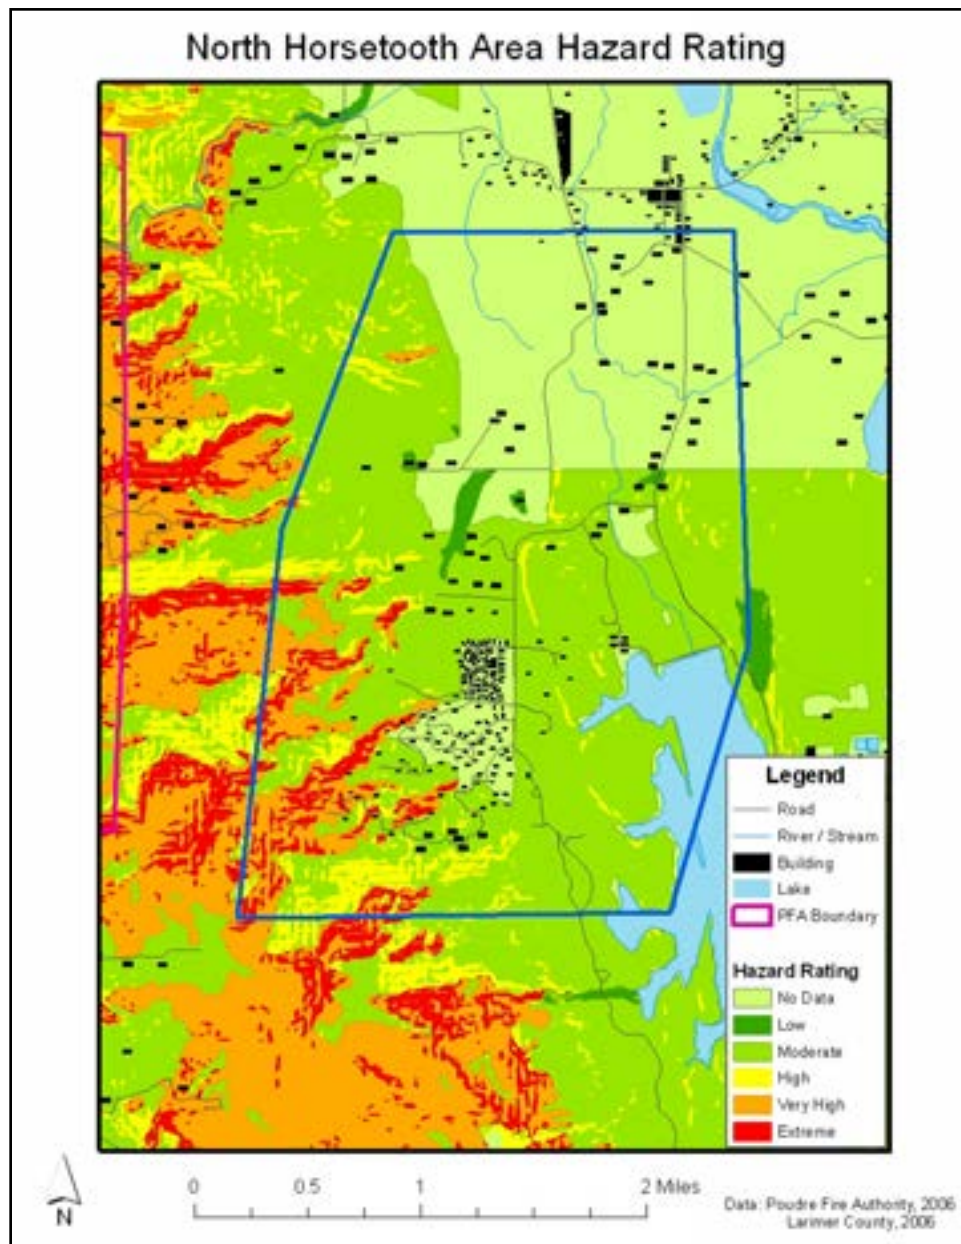 North Horsetooth Area Hazard Rating
Legend
Road
River / Stream
Building
Lake
PFA Boundary
Hazard Rating
No Data
Low
Moderate
High
Very High
Extreme
N
0 0.5 1 2 Miles
Data: Poudre Fire Authority, 2006
Larimer County, 2006